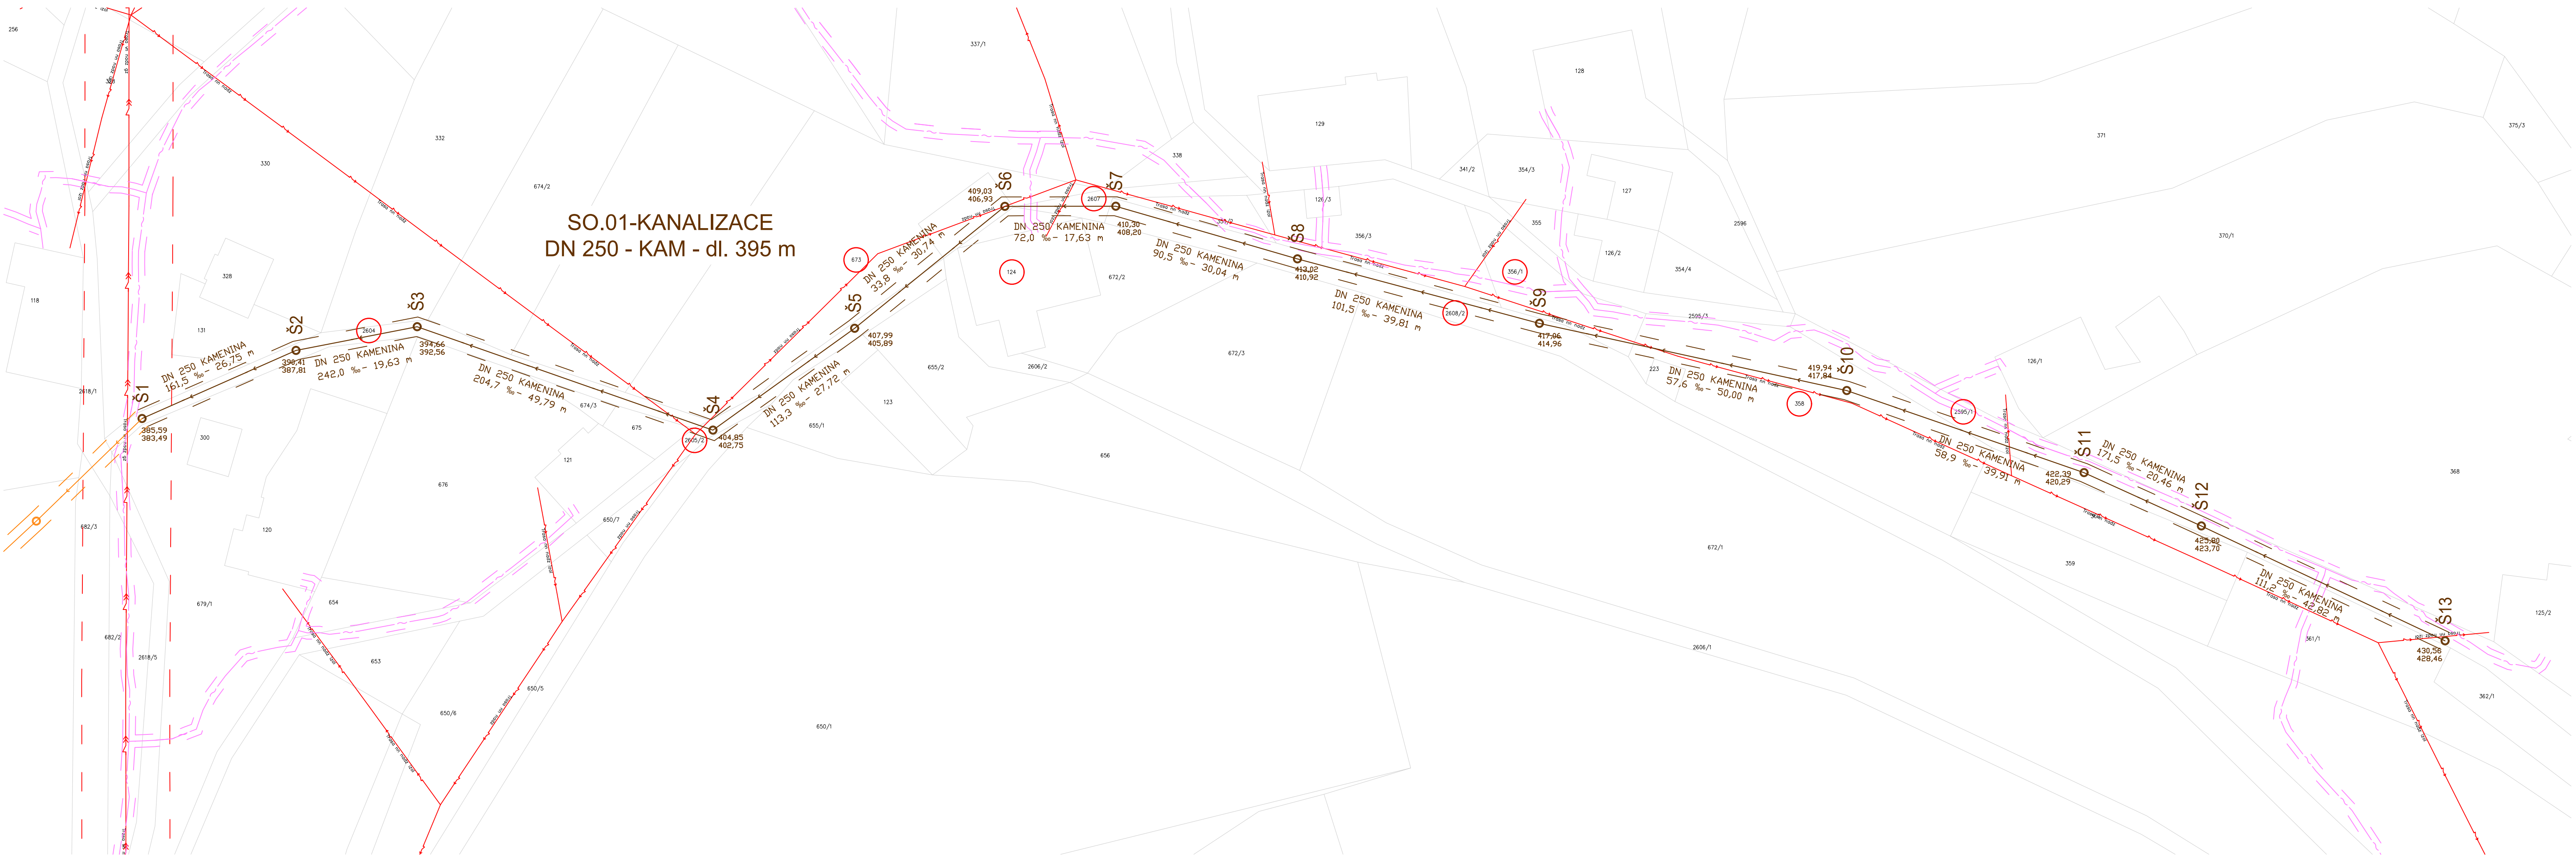 SO.01-KANALIZACE
DN 250 - KAM - dl. 395 m
Š1
385,59
383,49
DN 250 KAMENINA
161,5 ‰ - 26,75 m
Š2
390,41
387,81
DN 250 KAMENINA
242,0 ‰ - 19,63 m
Š3
394,66
392,56
DN 250 KAMENINA
204,7 ‰ - 49,79 m
Š4
404,85
402,75
DN 250 KAMENINA
113,3 ‰ - 27,72 m
Š5
407,99
405,89
DN 250 KAMENINA
33,8 ‰ - 30,74 m
Š6
409,03
406,93
DN 250 KAMENINA
72,0 ‰ - 17,63 m
Š7
410,30
408,20
DN 250 KAMENINA
90,5 ‰ - 30,04 m
Š8
413,02
410,92
DN 250 KAMENINA
101,5 ‰ - 39,81 m
Š9
417,06
414,96
DN 250 KAMENINA
57,6 ‰ - 50,00 m
Š10
419,94
417,84
DN 250 KAMENINA
58,9 ‰ - 39,91 m
Š11
422,39
420,29
DN 250 KAMENINA
171,5 ‰ - 20,46 m
Š12
425,80
423,70
DN 250 KAMENINA
111,2 ‰ - 42,82 m
Š13
430,56
428,46
256
330
332
674/2
328
118
131
2604
2618/1
300
120
676
674/3
675
121
2605/2
682/3
679/1
682/2
2618/5
654
653
650/7
650/6
650/5
650/1
673
124
2607
337/1
338
129
126/3
355/2
356/3
341/2
354/3
128
127
355
126/2
354/4
356/1
2608/2
2595/3
2596
371
375/3
370/1
672/2
672/3
655/2
2606/2
123
655/1
656
223
358
126/1
2595/1
368
672/1
359
2606/1
361/1
125/2
362/1